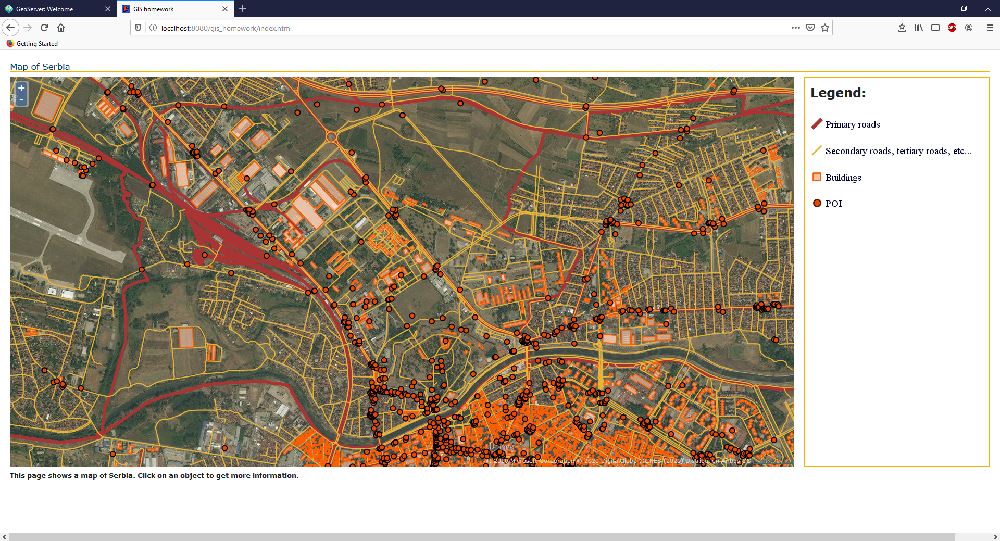 GeoServer: Welcome
GIS homework
localhost:8080/gis_homework/index.html
ABP
Getting Started
Map of Serbia
+
-
Legend:
Primary roads
Secondary roads, tertiary roads, etc...
Buildings
POI
bing
© 2020 Microsoft Corporation © 2020 DigitalGlobe ©CNES (2020) Distribution Airbus DS
This page shows a map of Serbia. Click on an object to get more information.